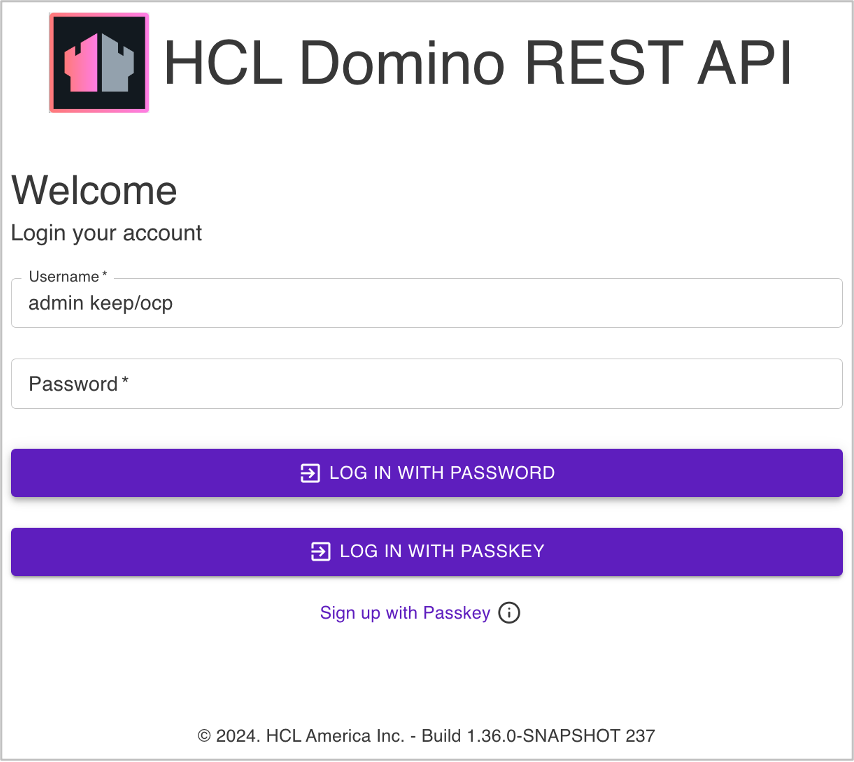 HCL Domino REST API
Welcome
Login your account
Username *
admin keep/ocp
Password *
LOG IN WITH PASSWORD
LOG IN WITH PASSKEY
Sign up with Passkey
© 2024. HCL America Inc. - Build 1.36.0-SNAPSHOT 237